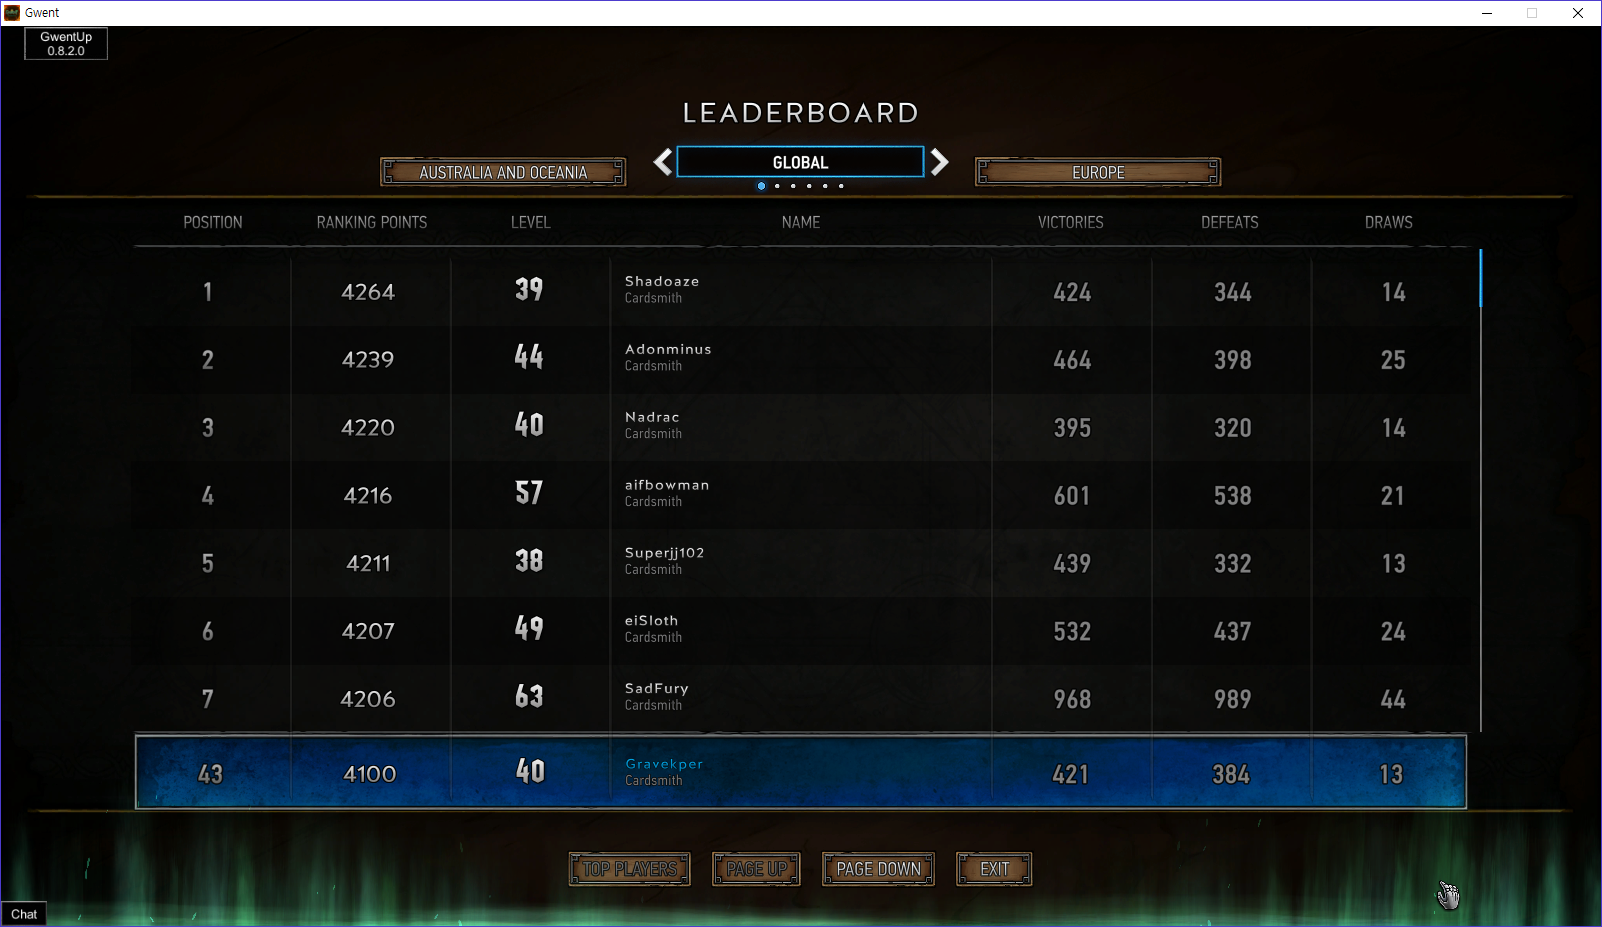 Gwent
GwentUp
0.8.2.0
LEADERBOARD
AUSTRALIA AND OCEANIA
GLOBAL
EUROPE
POSITION RANKING POINTS LEVEL NAME VICTORIES DEFEATS DRAWS
1 4264 39 Shadoaze 424 344 14
Cardsmith
2 4239 44 Adonminus 464 398 25
Cardsmith
3 4220 40 Nadrac 395 320 14
Cardsmith
4 4216 57 aifbowman 601 538 21
Cardsmith
5 4211 38 Superjj102 439 332 13
Cardsmith
6 4207 49 eiSloth 532 437 24
Cardsmith
7 4206 63 SadFury 968 989 44
Cardsmith
43 4100 40 Gravekper 421 384 13
Cardsmith
TOP PLAYERS PAGE UP PAGE DOWN EXIT
Chat